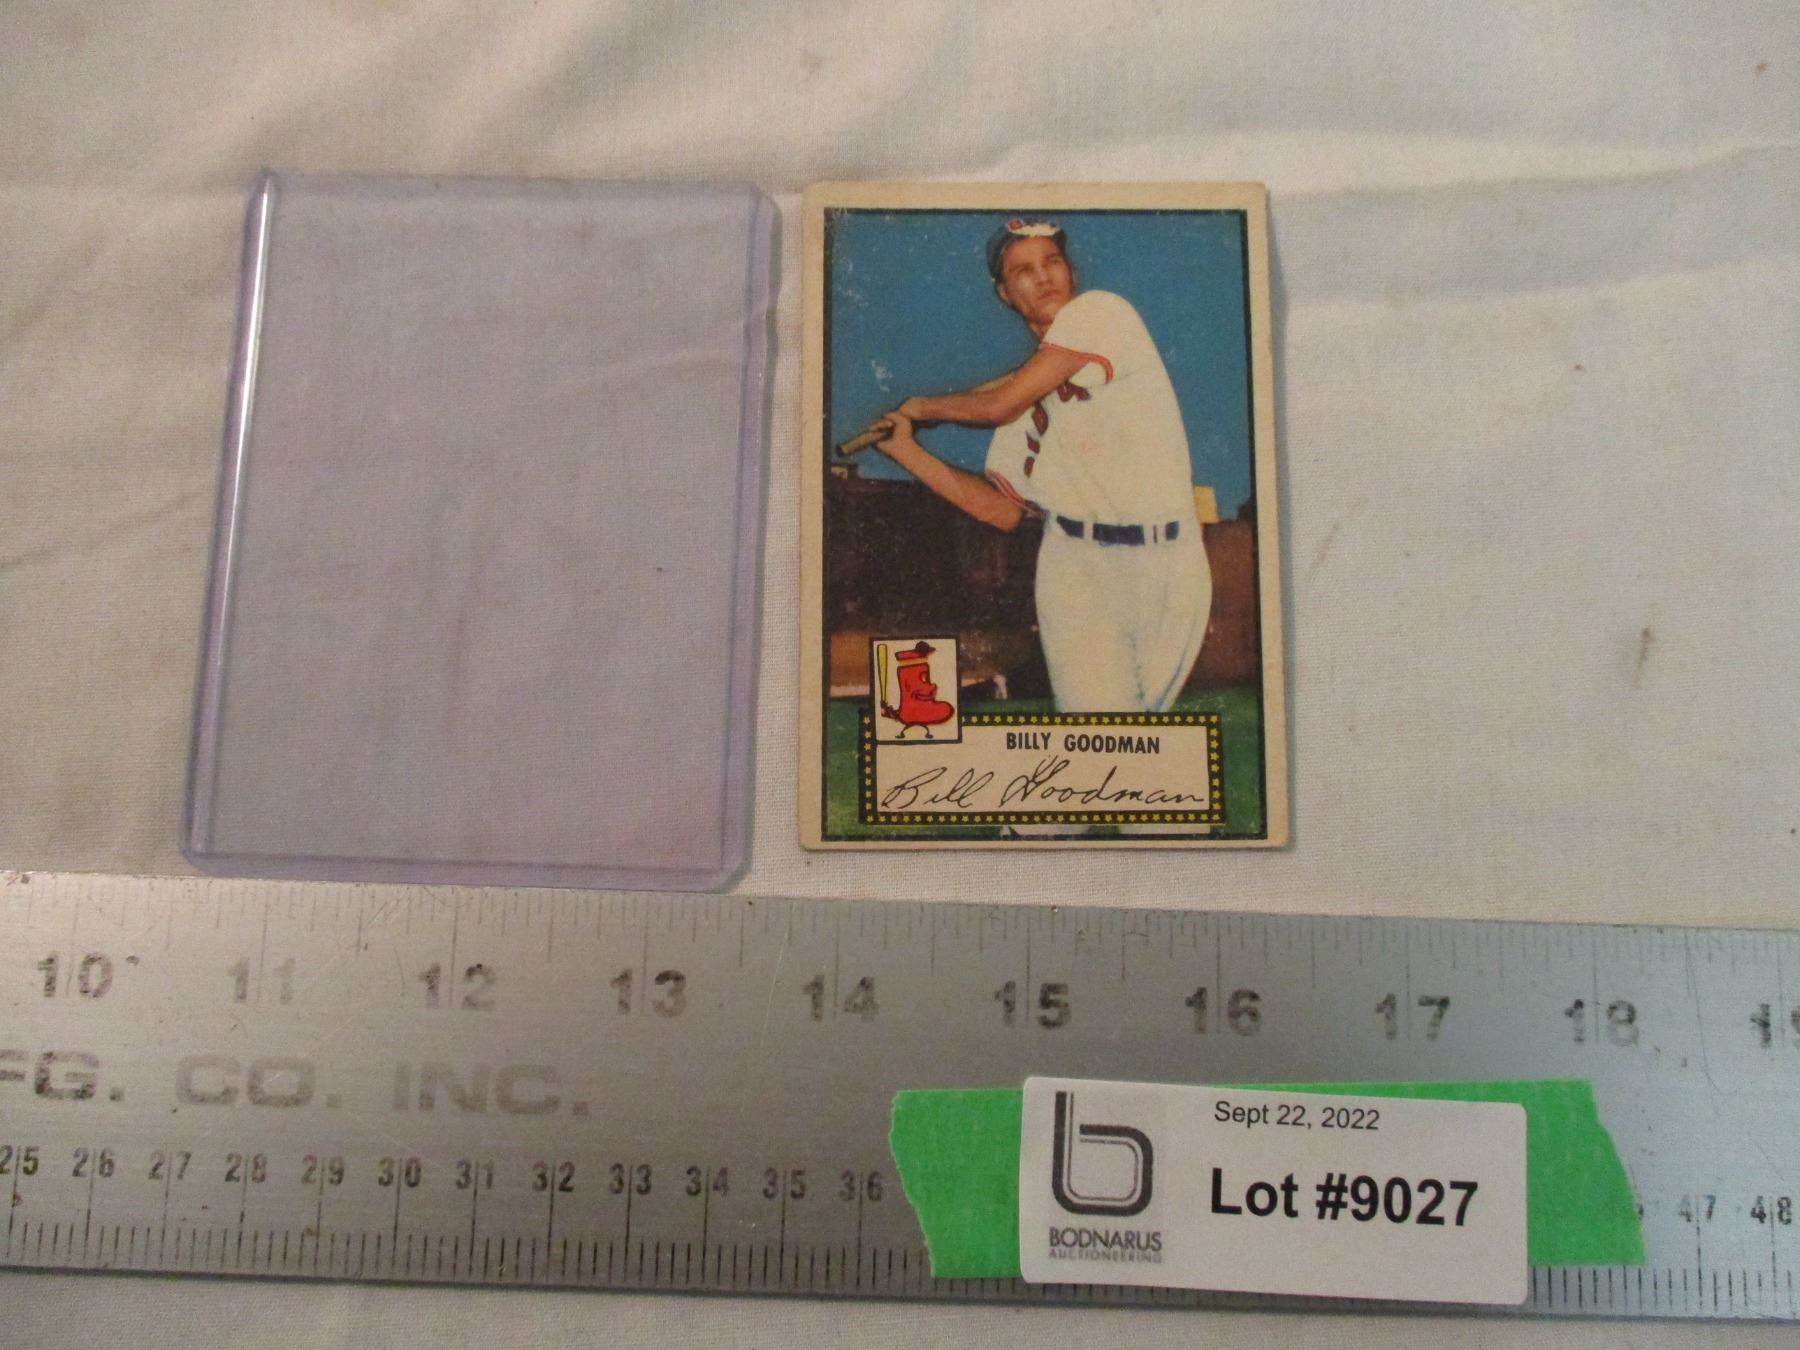 BILLY GOODMAN
Bill Goodman
10 11 12 13 14 15 16 17 18
FG. CO. INC.
25 26 27 28 29 30 31 32 33 34 35 36 47 48
Sept 22, 2022
Lot #9027
BODNARUS
AUCTIONEERING